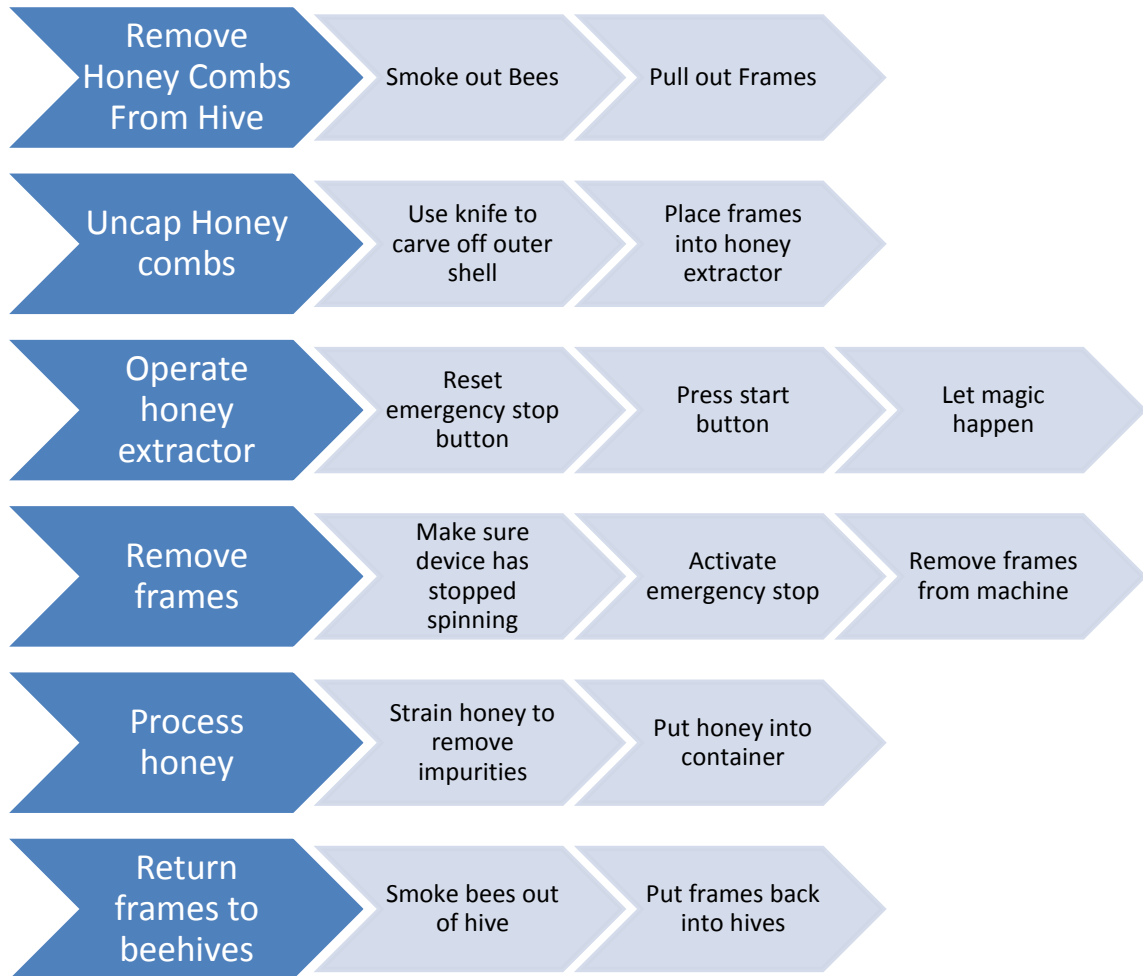 Remove
Honey Combs
From Hive
Smoke out Bees
Pull out Frames
Uncap Honey
combs
Use knife to
carve off outer
shell
Place frames
into honey
extractor
Operate
honey
extractor
Reset
emergency stop
button
Press start
button
Let magic
happen
Remove
frames
Make sure
device has
stopped
spinning
Activate
emergency stop
Remove frames
from machine
Process
honey
Strain honey to
remove
impurities
Put honey into
container
Return
frames to
beehives
Smoke bees out
of hive
Put frames back
into hives